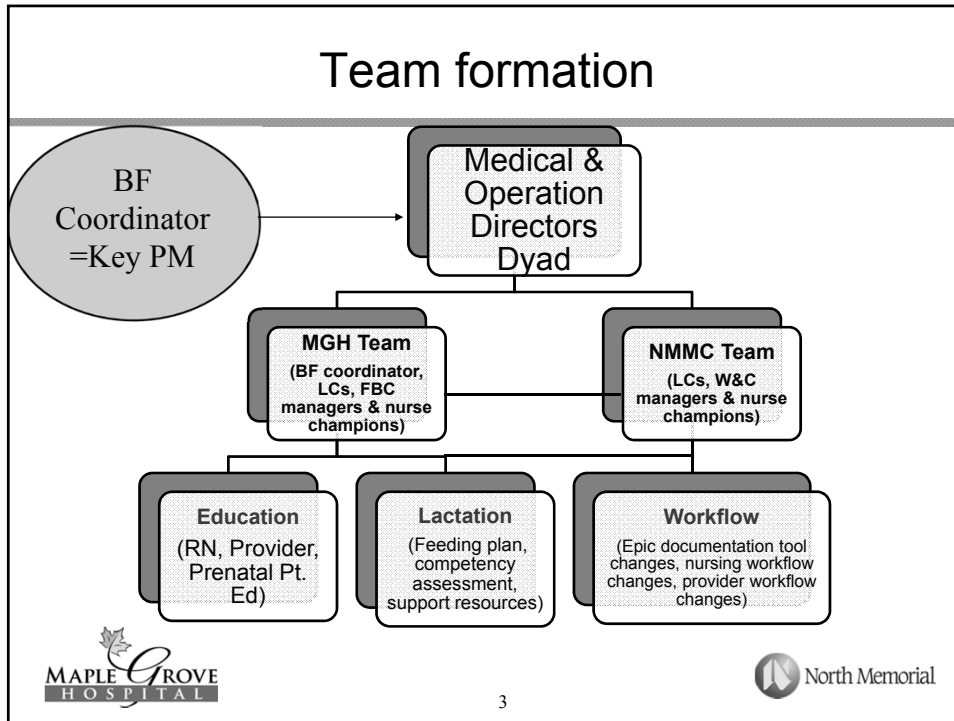 Team formation
BF
Coordinator
=Key PM
Medical &
Operation
Directors
Dyad
MGH Team
(BF coordinator,
LCs, FBC
managers & nurse
champions)
NMMC Team
(LCs, W&C
managers & nurse
champions)
Education
(RN, Provider,
Prenatal Pt.
Ed)
Lactation
(Feeding plan,
competency
assessment,
support resources)
Workflow
(Epic documentation tool
changes, nursing workflow
changes, provider workflow
changes)
MAPLE GROVE
HOSPITAL
3
North Memorial